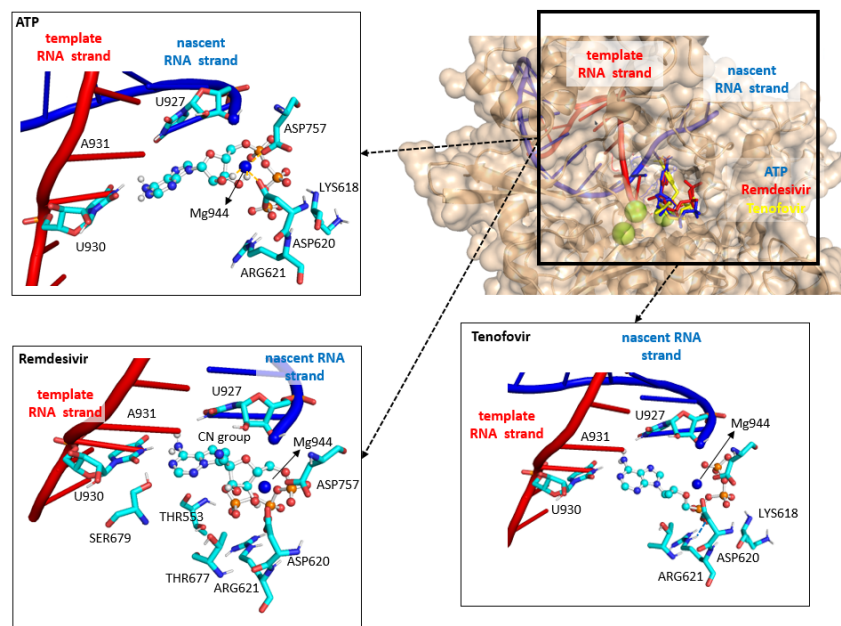 ATP
template
RNA strand
nascent
RNA strand
U927
A931
U930
Mg944
ASP757
LYS618
ASP620
ARG621
template
RNA strand
nascent
RNA strand
ATP
Remdesivir
Tenofovir
Remdesivir
nascent RNA
strand
template
RNA strand
U927
A931
CN group
Mg944
U930
ASP757
SER679
THR553
THR677
ARG621
ASP620
Tenofovir
nascent RNA
strand
template
RNA strand
U927
Mg944
A931
U930
LYS618
ASP620
ARG621